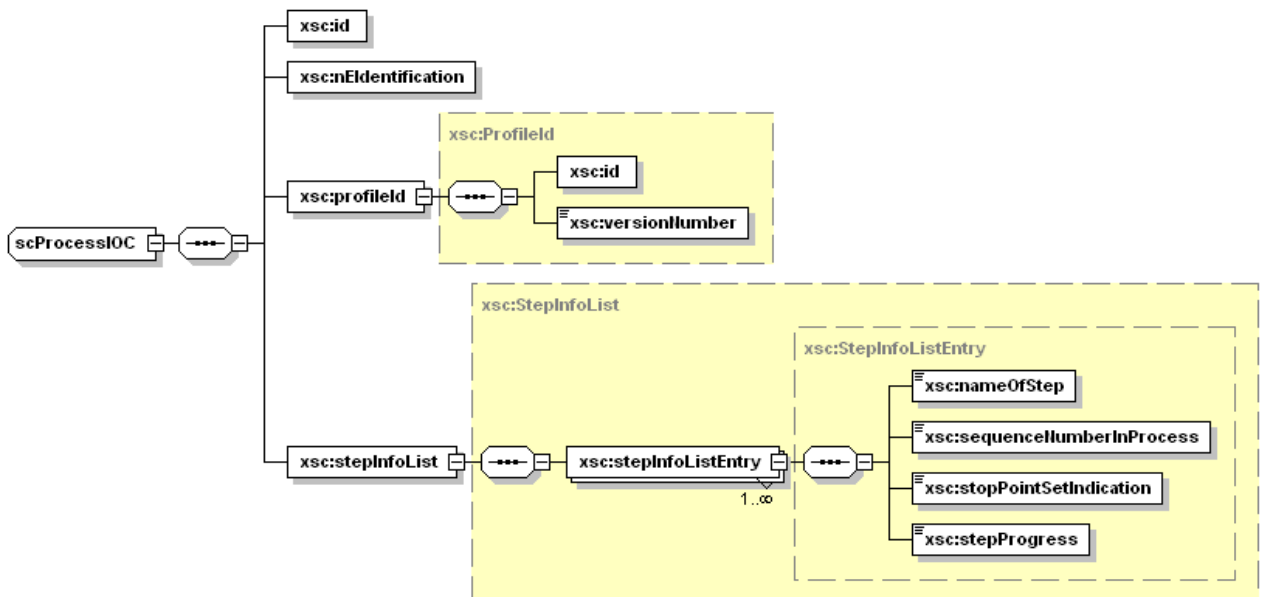 xsc:id
xsc:nEIdentification
xsc:ProfileId
xsc:id
xsc:profileId
xsc:versionNumber
scProcessIOC
xsc:StepInfoList
xsc:StepInfoListEntry
xsc:nameOfStep
xsc:sequenceNumberInProcess
xsc:stepInfoList
xsc:stepInfoListEntry
1..∞
xsc:stopPointSetIndication
xsc:stepProgress